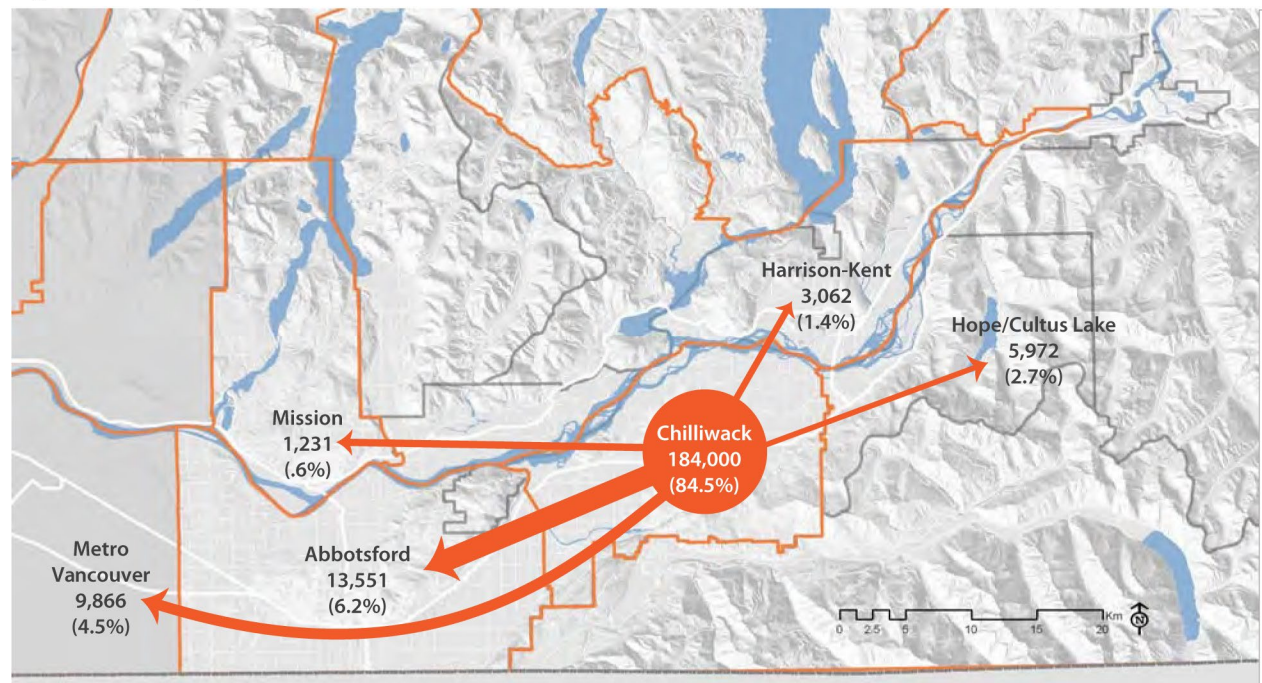 Harrison-Kent
3,062
(1.4%)
Hope/Cultus Lake
5,972
(2.7%)
Mission
1,231
(.6%)
Chilliwack
184,000
(84.5%)
Abbotsford
13,551
(6.2%)
Metro
Vancouver
9,866
(4.5%)
Km
N
0 2.5 5 10 15 20